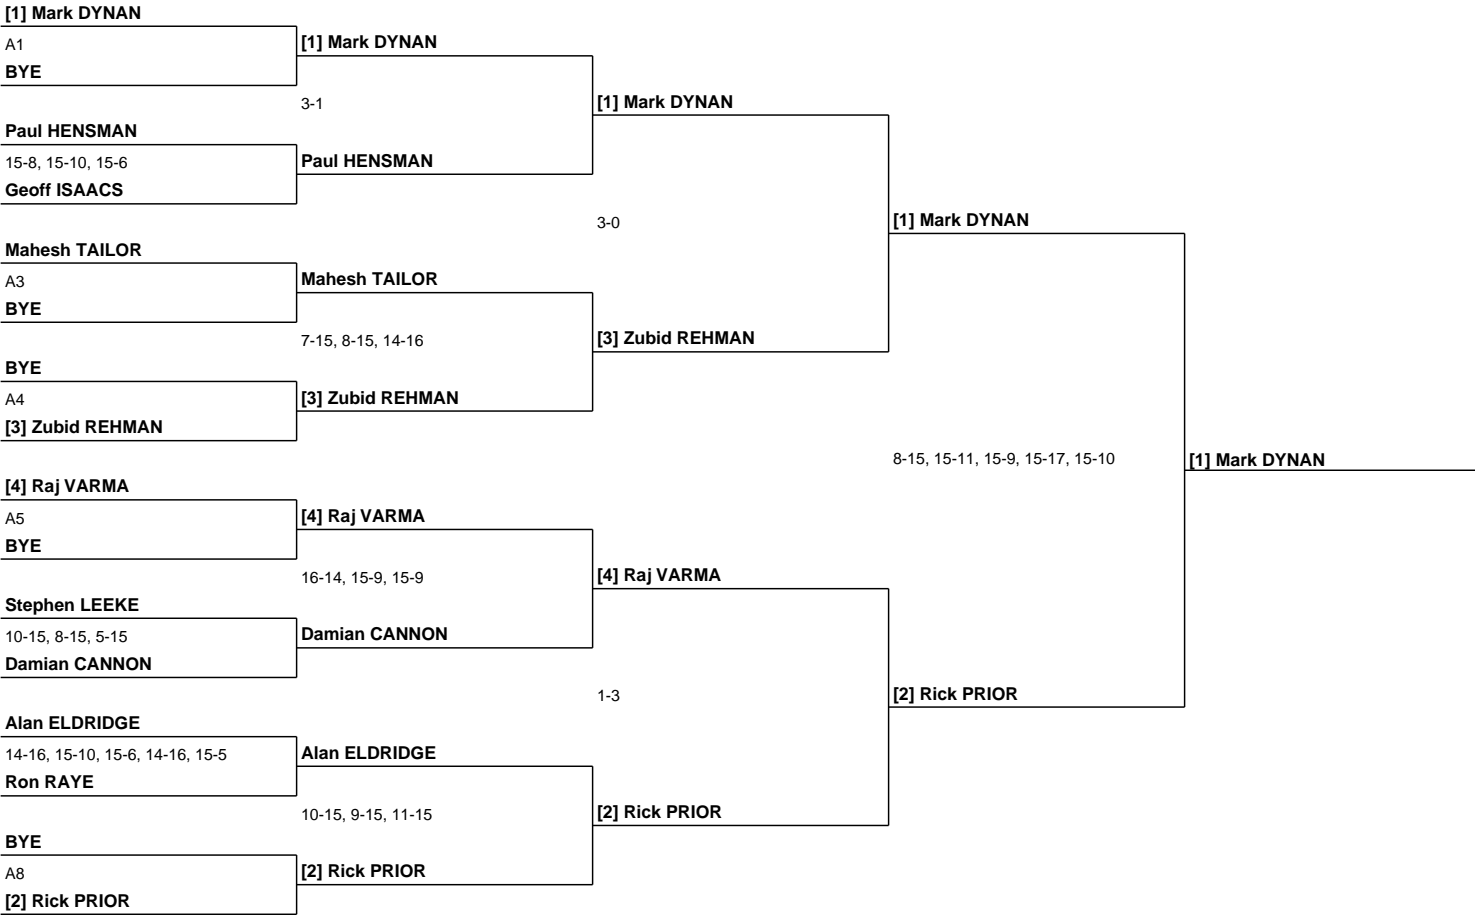 [1] Mark DYNAN
A1
BYE
Paul HENSMAN
15-8, 15-10, 15-6
Geoff ISAACS
Mahesh TAILOR
A3
BYE
BYE
A4
[3] Zubid REHMAN
[4] Raj VARMA
A5
BYE
Stephen LEEKE
10-15, 8-15, 5-15
Damian CANNON
Alan ELDRIDGE
14-16, 15-10, 15-6, 14-16, 15-5
Ron RAYE
BYE
A8
[2] Rick PRIOR
[1] Mark DYNAN
3-1
Paul HENSMAN
Mahesh TAILOR
7-15, 8-15, 14-16
[3] Zubid REHMAN
[4] Raj VARMA
16-14, 15-9, 15-9
Damian CANNON
Alan ELDRIDGE
10-15, 9-15, 11-15
[2] Rick PRIOR
[1] Mark DYNAN
3-0
[3] Zubid REHMAN
[4] Raj VARMA
1-3
[2] Rick PRIOR
[1] Mark DYNAN
8-15, 15-11, 15-9, 15-17, 15-10
[2] Rick PRIOR
[1] Mark DYNAN